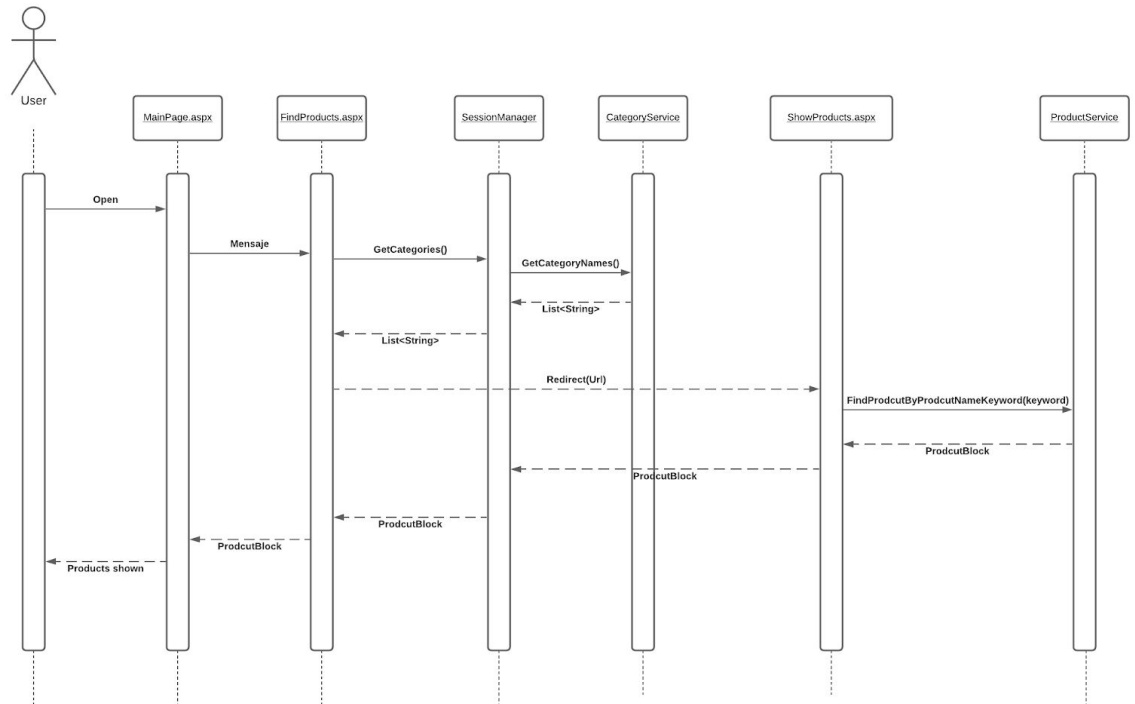 User
MainPage.aspx
FindProducts.aspx
SessionManager
CategoryService
ShowProducts.aspx
ProductService
Open
Mensaje
GetCategories()
GetCategoryNames()
List<String>
List<String>
Redirect(Url)
FindProdcutByProdcutNameKeyword(keyword)
ProdcutBlock
ProdcutBlock
ProdcutBlock
ProdcutBlock
Products shown